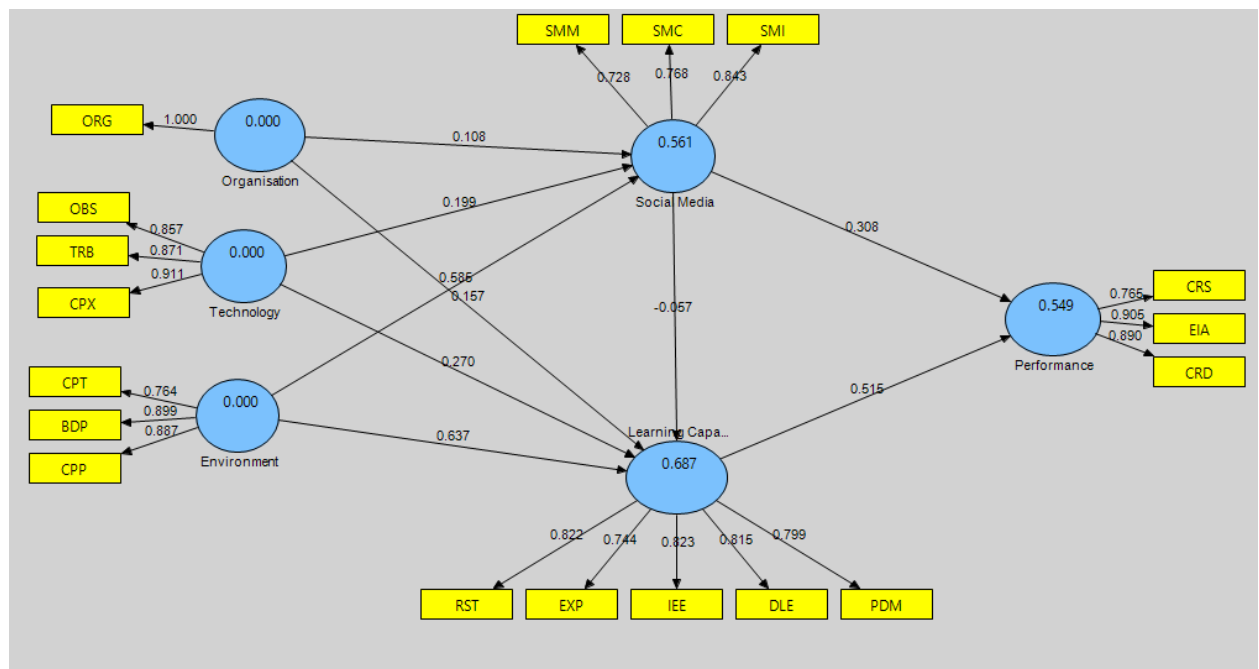 SMM
SMC
SMI
0.728
0.768
0.843
ORG
1.000
0.000
Organisation
0.108
0.561
Social Media
OBS
0.857
TRB
0.871
CPX
0.911
0.000
Technology
0.199
0.308
0.585
0.157
-0.057
0.270
CRS
0.765
EIA
0.905
CRD
0.890
0.549
Performance
CPT
0.764
BDP
0.899
CPP
0.887
0.000
Environment
0.637
0.515
Learning Capa...
0.687
0.822
0.744
0.823
0.815
0.799
RST
EXP
IEE
DLE
PDM